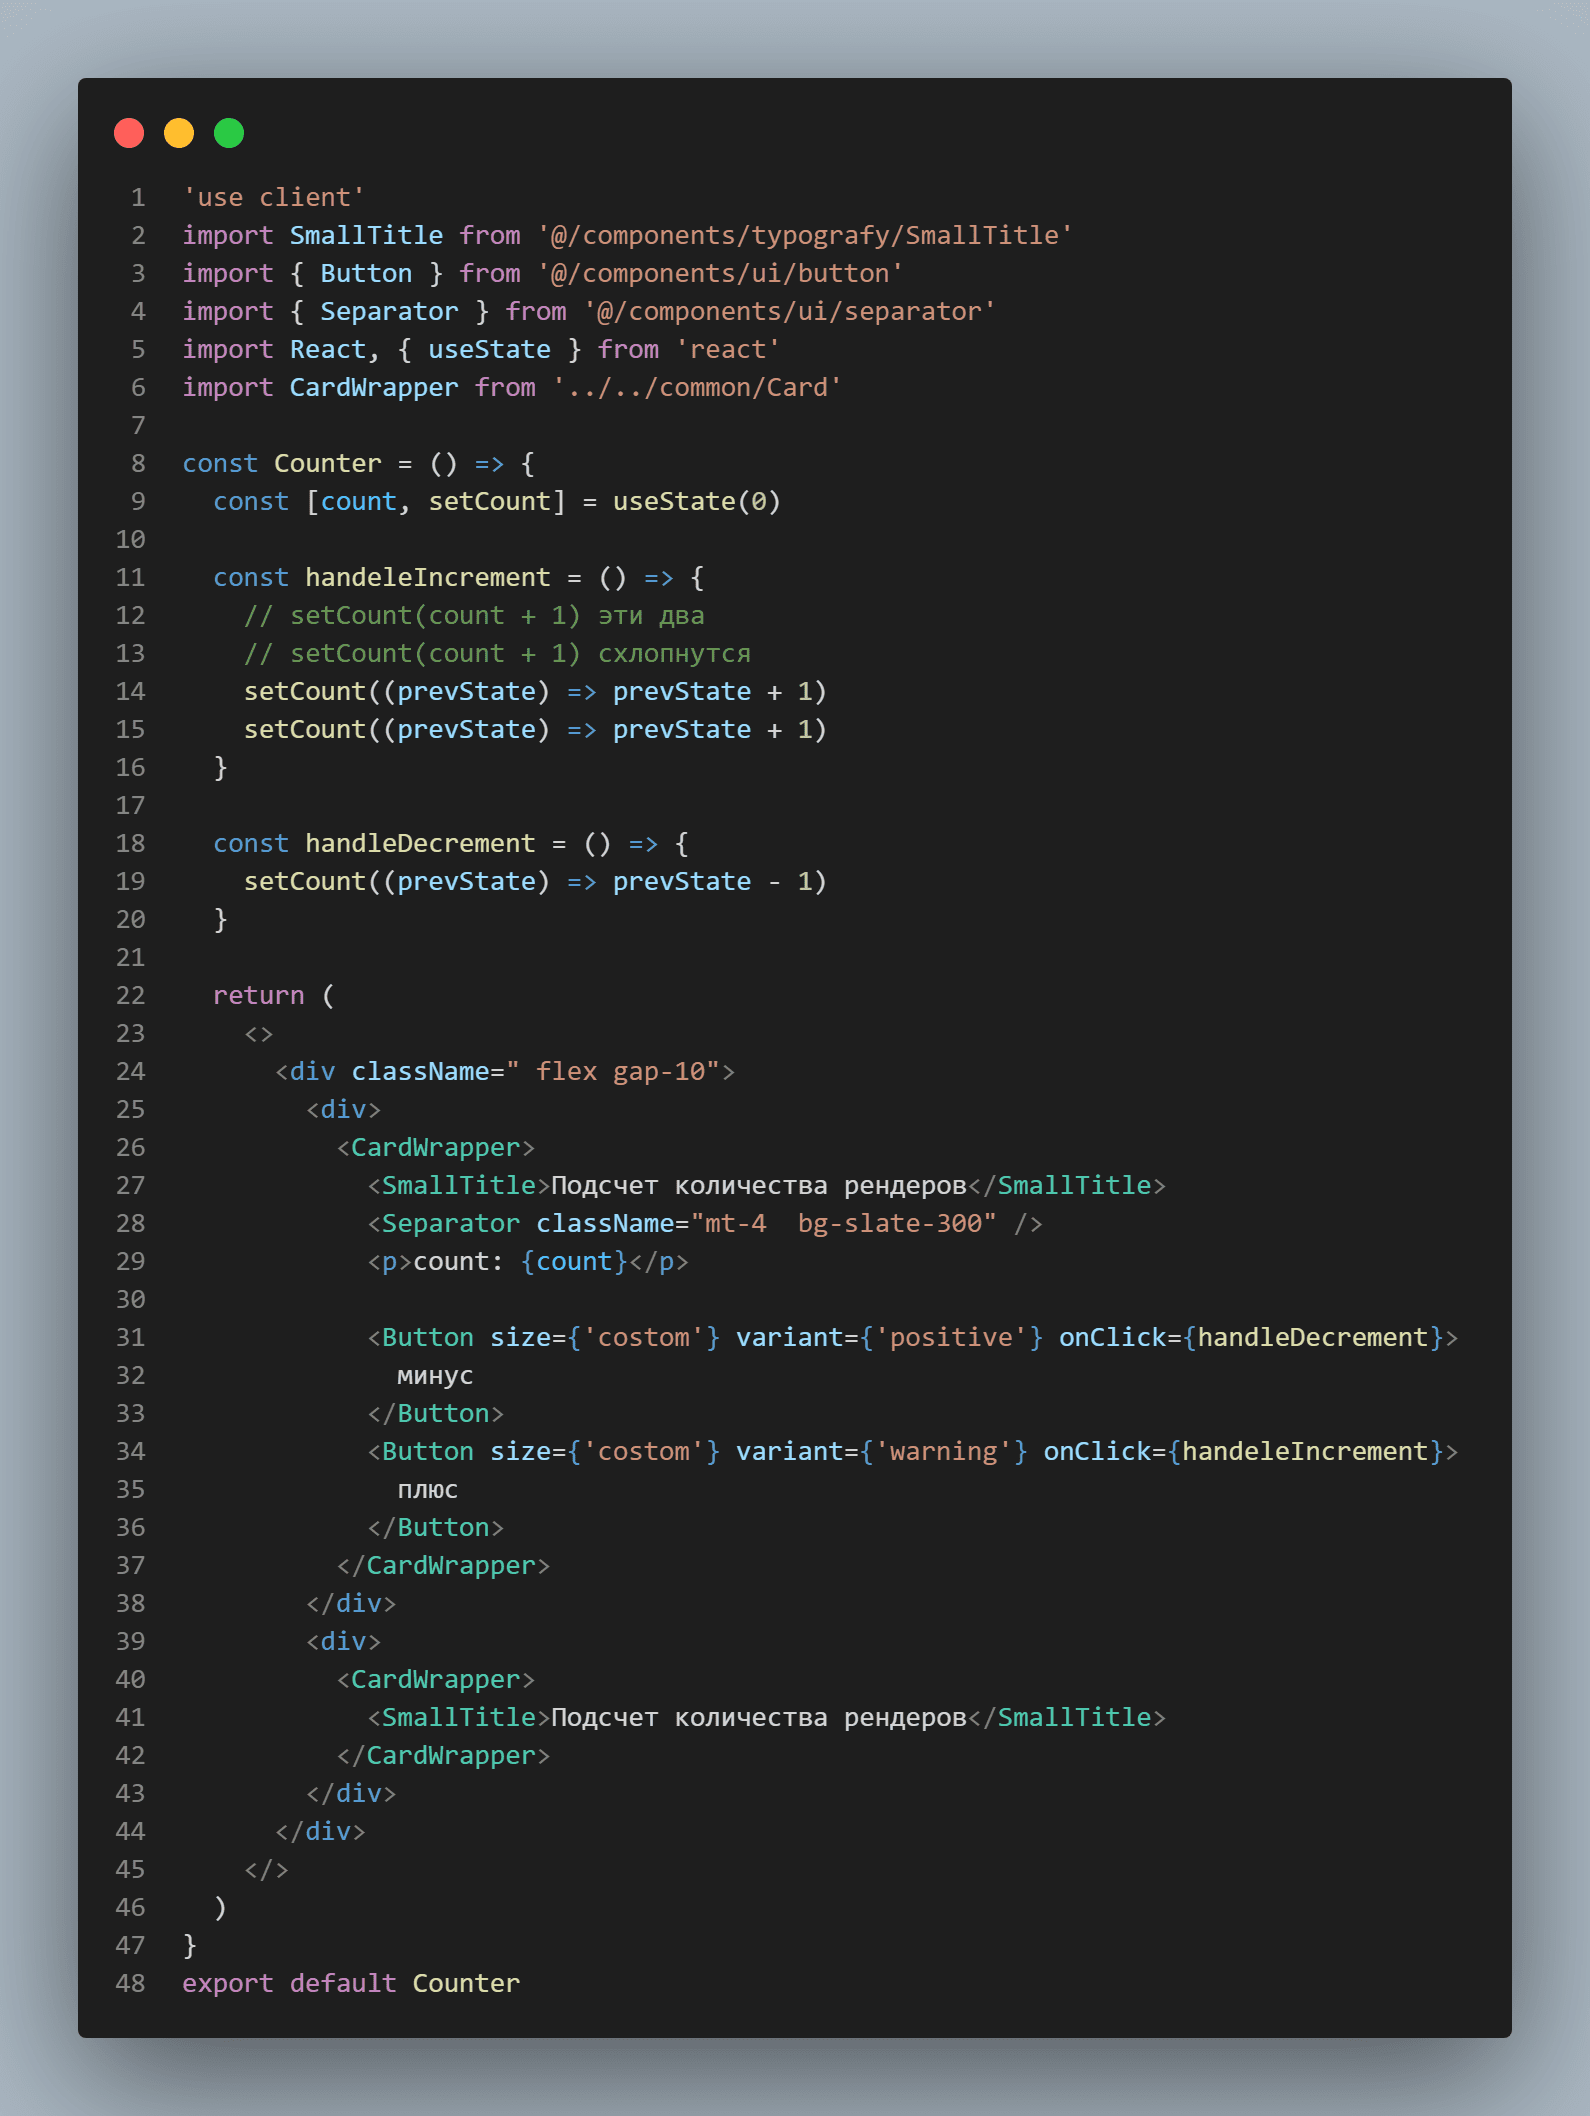 1 'use client'
2 import SmallTitle from '@/components/typografy/SmallTitle'
3 import { Button } from '@/components/ui/button'
4 import { Separator } from '@/components/ui/separator'
5 import React, { useState } from 'react'
6 import CardWrapper from '../../common/Card'
7
8 const Counter = () => {
9   const [count, setCount] = useState(0)
10
11   const handeleIncrement = () => {
12     // setCount(count + 1) эти два
13     // setCount(count + 1) схлопнутся
14     setCount((prevState) => prevState + 1)
15     setCount((prevState) => prevState + 1)
16   }
17
18   const handleDecrement = () => {
19     setCount((prevState) => prevState - 1)
20   }
21
22   return (
23     <>
24       <div className=" flex gap-10">
25         <div>
26           <CardWrapper>
27             <SmallTitle>Подсчет количества рендеров</SmallTitle>
28             <Separator className="mt-4  bg-slate-300" />
29             <p>count: {count}</p>
30
31             <Button size={'costom'} variant={'positive'} onClick={handleDecrement}>
32               минус
33             </Button>
34             <Button size={'costom'} variant={'warning'} onClick={handeleIncrement}>
35               плюс
36             </Button>
37           </CardWrapper>
38         </div>
39         <div>
40           <CardWrapper>
41             <SmallTitle>Подсчет количества рендеров</SmallTitle>
42           </CardWrapper>
43         </div>
44       </div>
45     </>
46   )
47 }
48 export default Counter